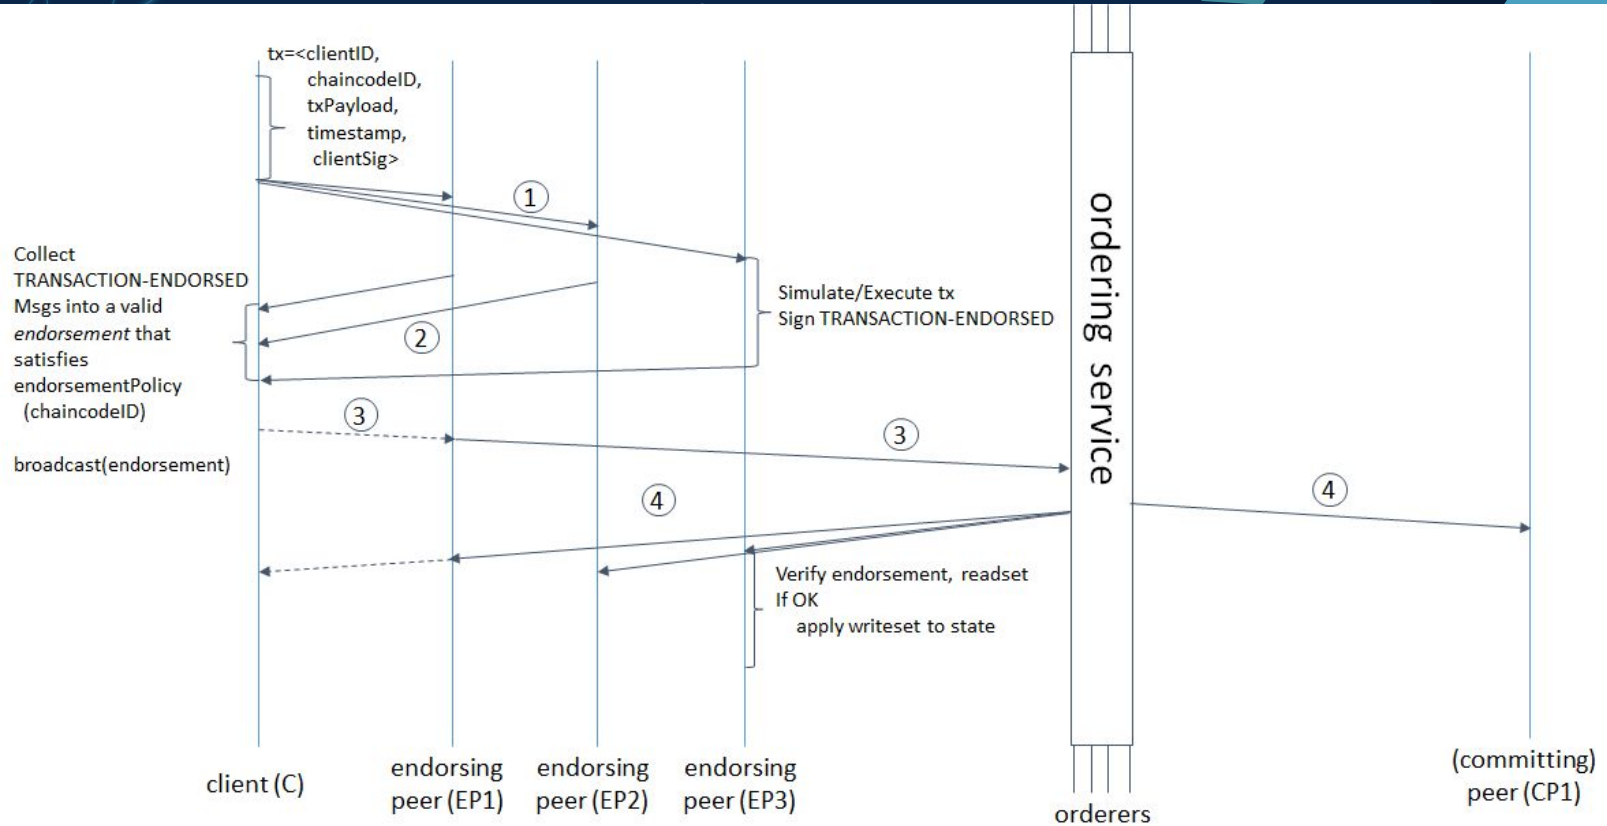 tx=<clientID,
chaincodeID,
txPayload,
timestamp,
clientSig>
1
Collect
TRANSACTION-ENDORSED
Msgs into a valid
endorsement that
satisfies
endorsementPolicy
(chaincodeID)
2
Simulate/Execute tx
Sign TRANSACTION-ENDORSED
ordering service
3
3
broadcast(endorsement)
4
4
Verify endorsement, readset
If OK
apply writeset to state
client (C)
endorsing
peer (EP1)
endorsing
peer (EP2)
endorsing
peer (EP3)
orderers
(committing)
peer (CP1)